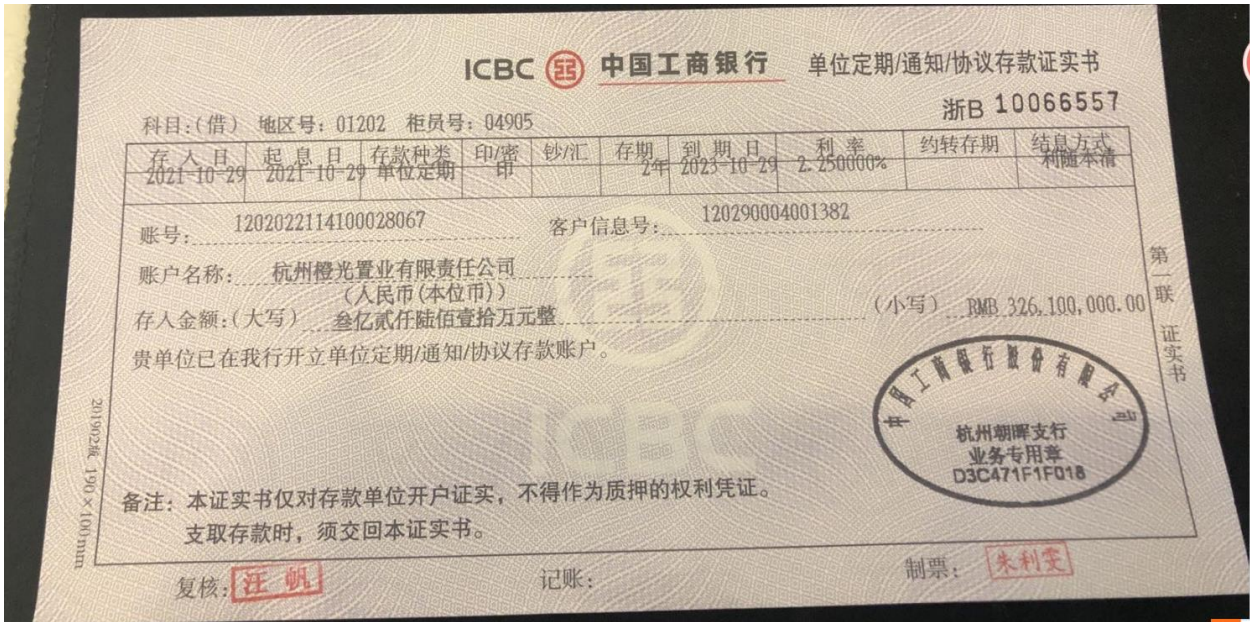 ICBC 中国工商银行 单位定期/通知/协议存款证实书
浙B 10066557
科目:(借) 地区号: 01202 柜员号: 04905
存入日 起息日 存款种类 印/密 钞/汇 存期 到期日 利率 约转存期 结息方式
2021-10-29 2021-10-29 单位定期 印 2年 2023-10-29 2.250000% 利随本清
账号: 1202022114100028067 客户信息号: 120290004001382
账户名称: 杭州橙光置业有限责任公司
(人民币(本位币))
存入金额:(大写) 叁亿贰仟陆佰壹拾万元整 (小写) RMB 326,100,000.00
贵单位已在我行开立单位定期/通知/协议存款账户。
第一联 证实书
中国工商银行股份有限公司
杭州朝晖支行
业务专用章
D3C471F1F018
ICBC
201902版 190×100mm
备注: 本证实书仅对存款单位开户证实，不得作为质押的权利凭证。
支取存款时，须交回本证实书。
复核: 汪帆 记账: 制票: 朱利雯